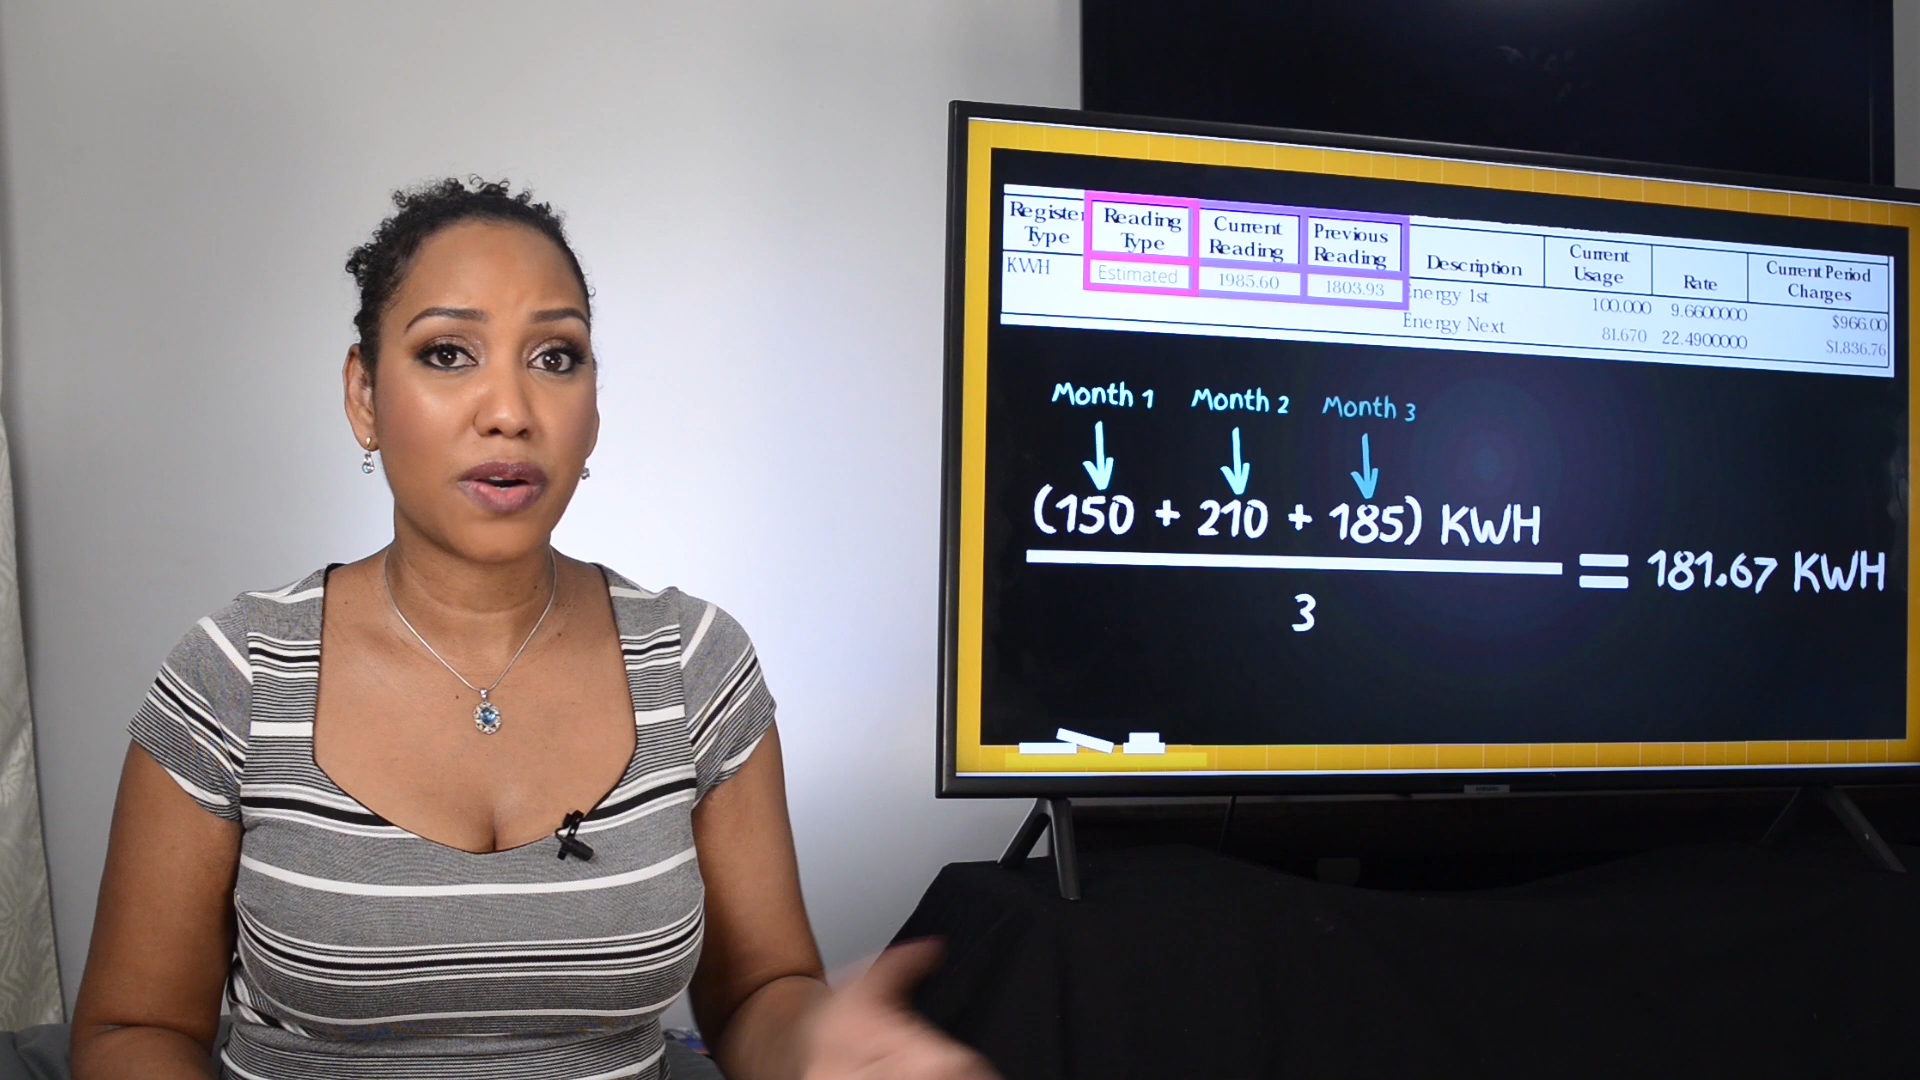 Register Type
Reading Type
Current Reading
Previous Reading
Description
Current Usage
Rate
Current Period Charges
KWH
Estimated
1985.60
1803.93
Energy 1st
100.000
9.6600000
$966.00
Energy Next
81.670
22.4900000
$1,836.76
Month 1
Month 2
Month 3
(150 + 210 + 185) KWH
= 181.67 KWH
3
SAMSUNG